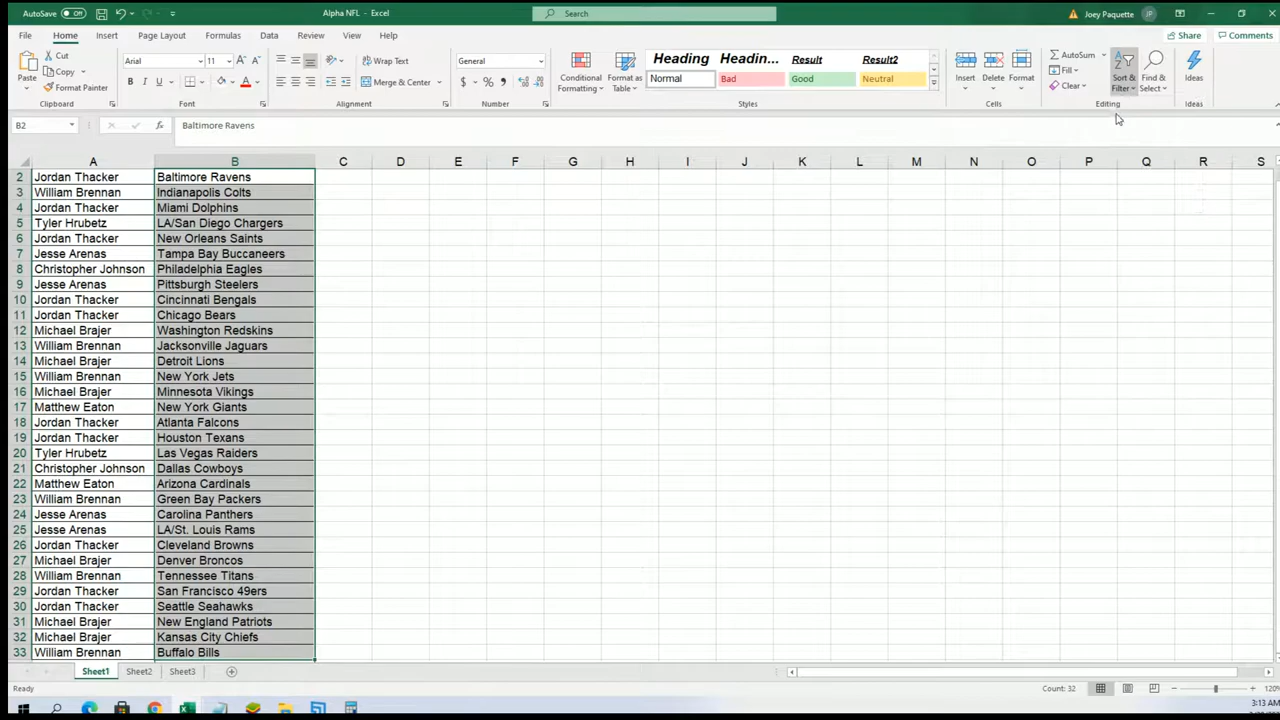 AutoSave Off Alpha NFL - Excel Search Joey Paquette JP
File Home Insert Page Layout Formulas Data Review View Help Share Comments
Cut Arial 11 Wrap Text General Heading Headin... Result Result2 AutoSum
Copy Fill
Paste Format Painter B I U Merge & Center $ % Conditional Formatting Format as Table Normal Bad Good Neutral Insert Delete Format Clear Sort & Filter Find & Select Ideas
Clipboard Font Alignment Number Styles Cells Editing Ideas
B2 fx Baltimore Ravens
A B C D E F G H I J K L M N O P Q R S
2 Jordan Thacker Baltimore Ravens
3 William Brennan Indianapolis Colts
4 Jordan Thacker Miami Dolphins
5 Tyler Hrubetz LA/San Diego Chargers
6 Jordan Thacker New Orleans Saints
7 Jesse Arenas Tampa Bay Buccaneers
8 Christopher Johnson Philadelphia Eagles
9 Jesse Arenas Pittsburgh Steelers
10 Jordan Thacker Cincinnati Bengals
11 Jordan Thacker Chicago Bears
12 Michael Brajer Washington Redskins
13 William Brennan Jacksonville Jaguars
14 Michael Brajer Detroit Lions
15 William Brennan New York Jets
16 Michael Brajer Minnesota Vikings
17 Matthew Eaton New York Giants
18 Jordan Thacker Atlanta Falcons
19 Jordan Thacker Houston Texans
20 Tyler Hrubetz Las Vegas Raiders
21 Christopher Johnson Dallas Cowboys
22 Matthew Eaton Arizona Cardinals
23 William Brennan Green Bay Packers
24 Jesse Arenas Carolina Panthers
25 Jesse Arenas LA/St. Louis Rams
26 Jordan Thacker Cleveland Browns
27 Michael Brajer Denver Broncos
28 William Brennan Tennessee Titans
29 Jordan Thacker San Francisco 49ers
30 Jordan Thacker Seattle Seahawks
31 Michael Brajer New England Patriots
32 Michael Brajer Kansas City Chiefs
33 William Brennan Buffalo Bills
Sheet1 Sheet2 Sheet3
Ready Count: 32 120%
3:13 AM